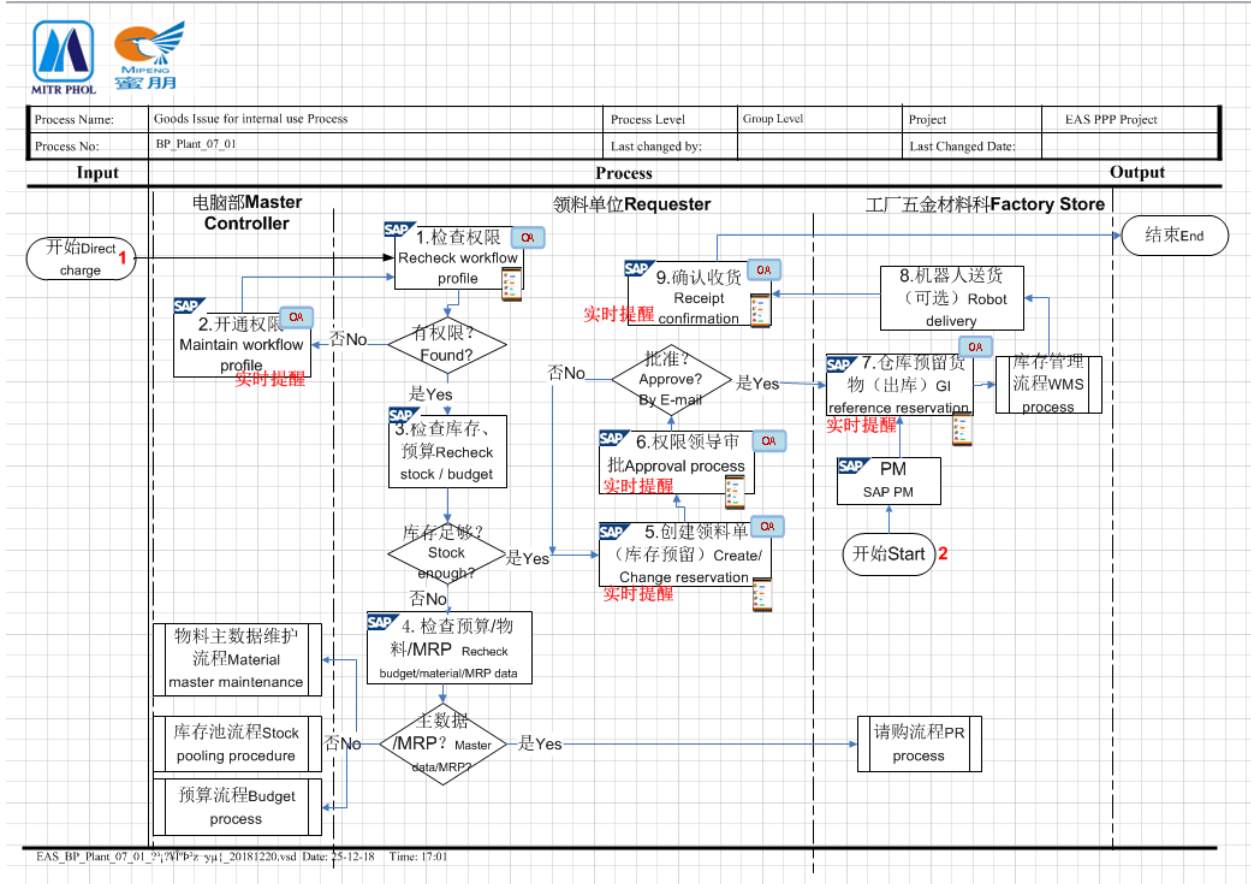 MITR PHOL
MIPENG
蜜朋
Process Name:
Goods Issue for internal use Process
Process Level
Group Level
Project
EAS PPP Project
Process No:
BP_Plant_07_01
Last changed by:
Last Changed Date:
Input
Process
Output
电脑部Master
Controller
领料单位Requester
工厂五金材料科Factory Store
开始Direct
charge
1
SAP
OA
1.检查权限
Recheck workflow
profile
SAP
OA
2.开通权限
Maintain workflow
profile
实时提醒
否No
有权限?
Found?
是Yes
SAP
3.检查库存、
预算Recheck
stock / budget
库存足够?
Stock
enough?
是Yes
否No
SAP
4. 检查预算/物
料/MRP Recheck
budget/material/MRP data
主数据
/MRP? Master
data/MRP?
否No
是Yes
物料主数据维护
流程Material
master maintenance
库存池流程Stock
pooling procedure
预算流程Budget
process
SAP
OA
9.确认收货
Receipt
confirmation
实时提醒
批准?
Approve?
By E-mail
否No
是Yes
SAP
OA
6.权限领导审
批Approval process
实时提醒
SAP
OA
5.创建领料单
(库存预留)Create/
Change reservation
实时提醒
结束End
8.机器人送货
(可选)Robot
delivery
SAP
OA
7.仓库预留货
物(出库)GI
reference reservation
实时提醒
库存管理
流程WMS
process
SAP
PM
SAP PM
开始Start
2
请购流程PR
process
_20181220.vsd Date: 25-12-18 Time: 17:01